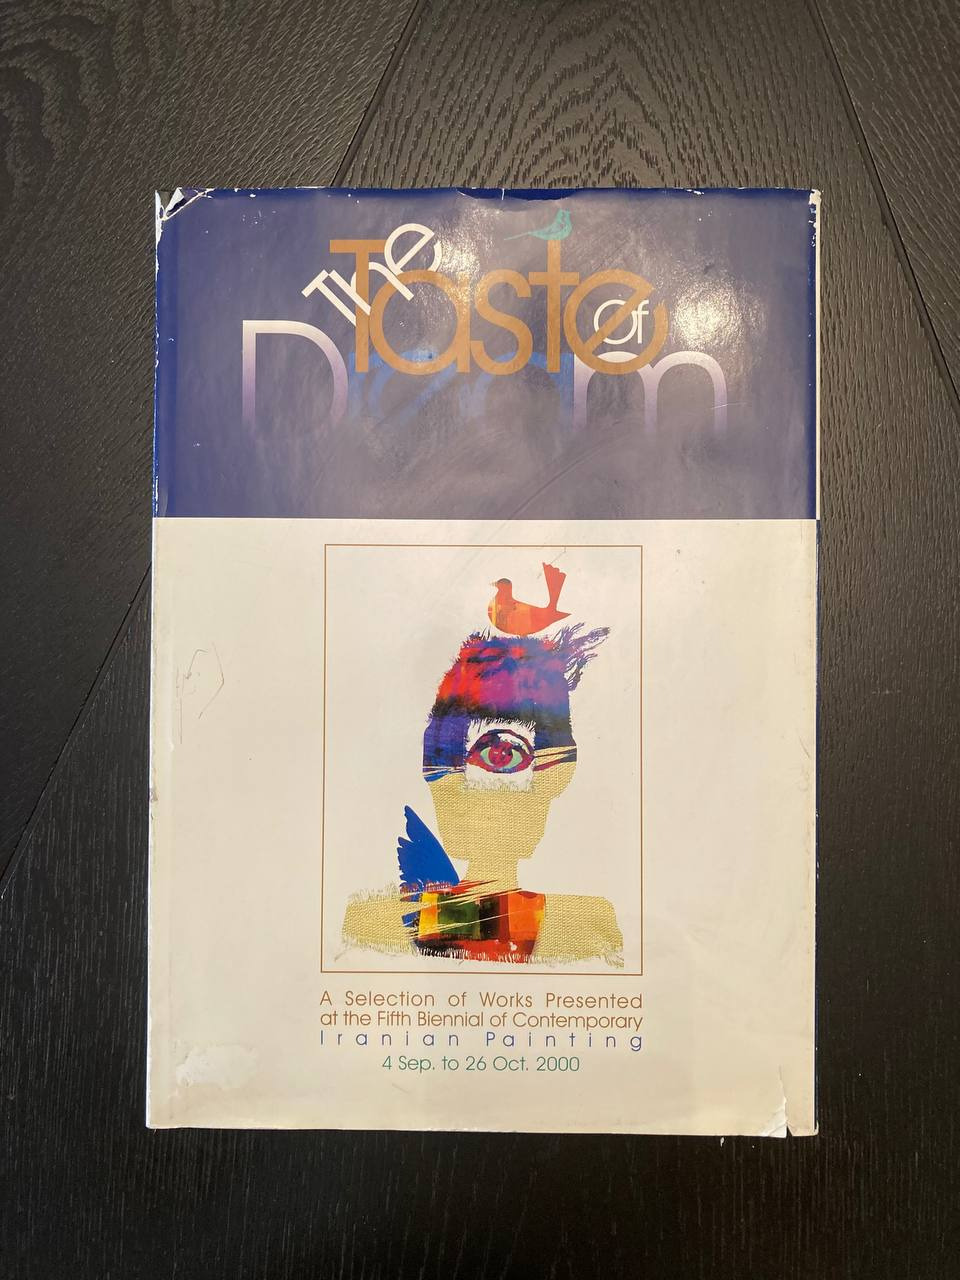 The
Taste
Of
Dream
A Selection of Works Presented
at the Fifth Biennial of Contemporary
Iranian Painting
4 Sep. to 26 Oct. 2000